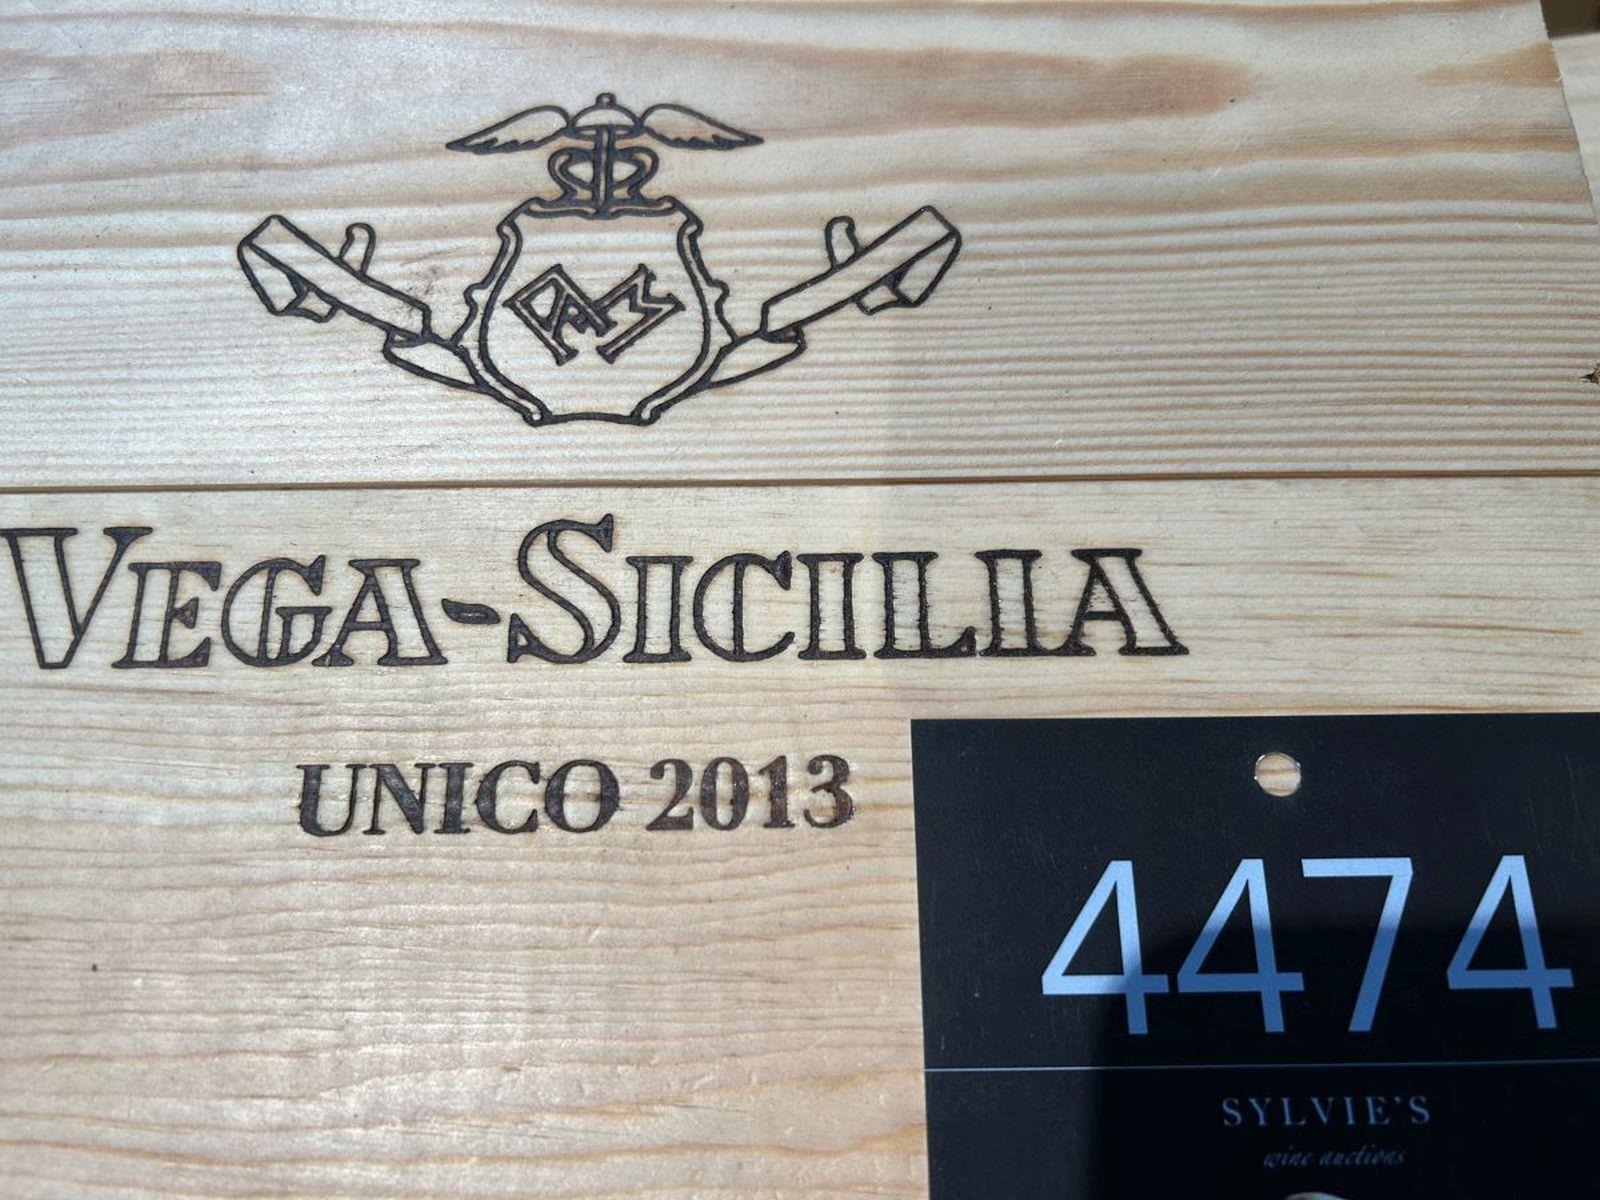 VEGA-SICILIA
UNICO 2013
4474
SYLVIE'S
wine auctions